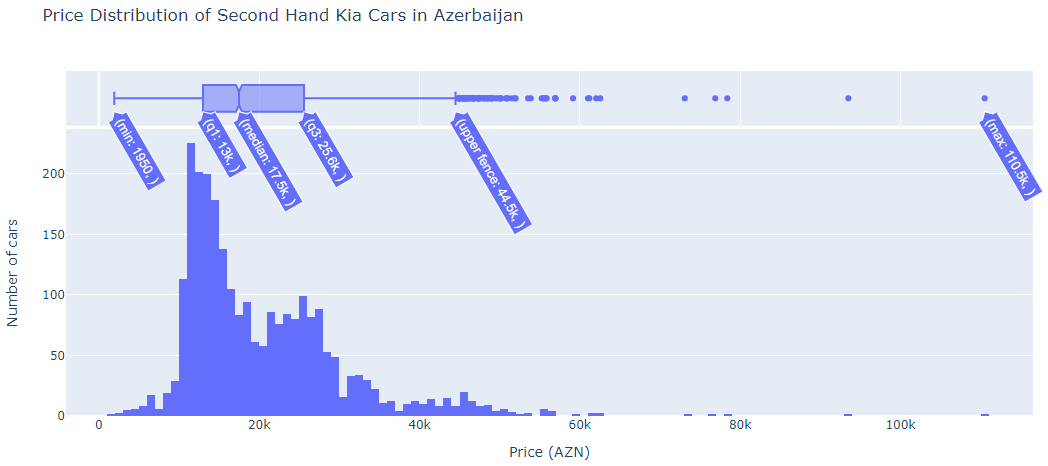 Price Distribution of Second Hand Kia Cars in Azerbaijan
(min: 1950, )
(q1: 13k, )
(median: 17.5k, )
(q3: 25.6k, )
(upper fence: 44.5k, )
(max: 110.5k, )
Number of cars
200
150
100
50
0
0
20k
40k
60k
80k
100k
Price (AZN)